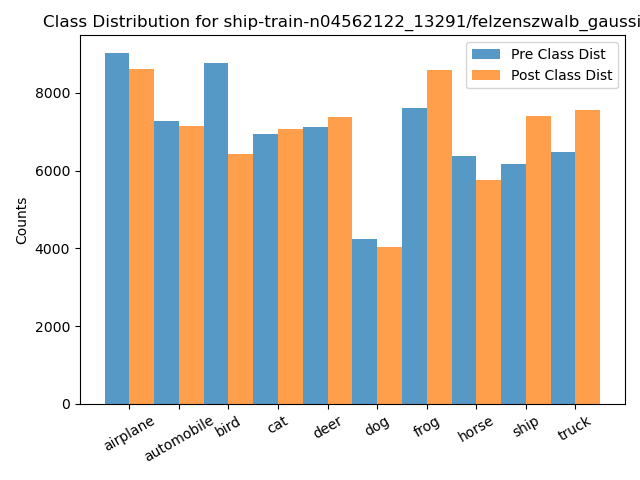 Class Distribution for ship-train-n04562122_13291/felzenszwalb_gaussi
Pre Class Dist
Post Class Dist
Counts
8000
6000
4000
2000
0
airplane
automobile
bird
cat
deer
dog
frog
horse
ship
truck